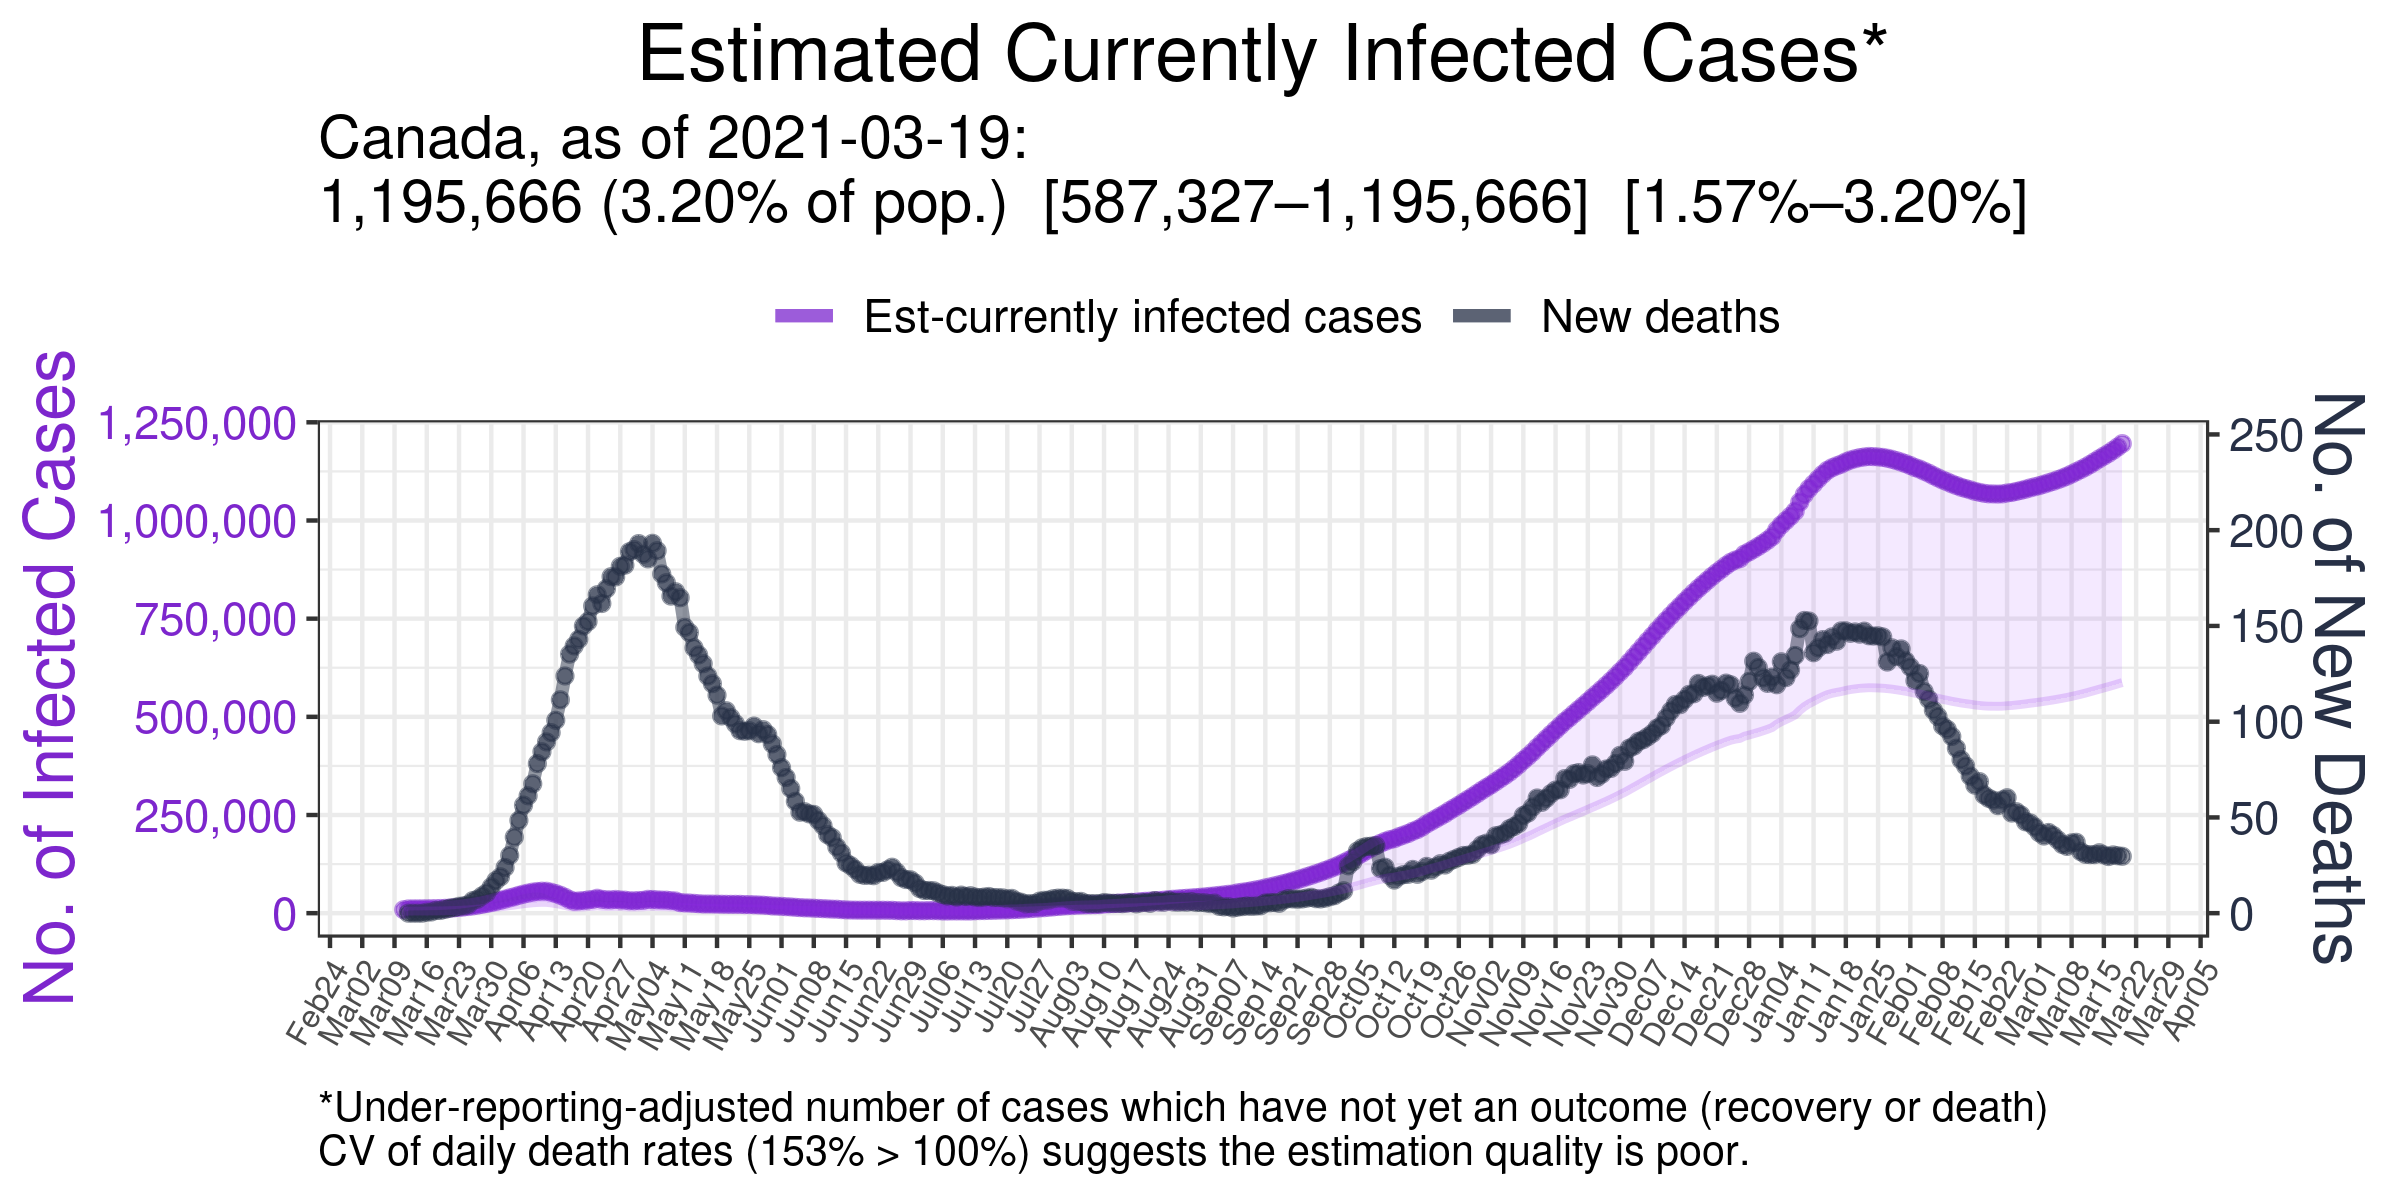 Estimated Currently Infected Cases*
Canada, as of 2021-03-19:
1,195,666 (3.20% of pop.) [587,327–1,195,666] [1.57%–3.20%]
Est-currently infected cases
New deaths
No. of Infected Cases
1,250,000
1,000,000
750,000
500,000
250,000
0
250
200
150
100
50
0
No. of New Deaths
Feb24
Mar02
Mar09
Mar16
Mar23
Mar30
Apr06
Apr13
Apr20
Apr27
May04
May11
May18
May25
Jun01
Jun08
Jun15
Jun22
Jun29
Jul06
Jul13
Jul20
Jul27
Aug03
Aug10
Aug17
Aug24
Aug31
Sep07
Sep14
Sep21
Sep28
Oct05
Oct12
Oct19
Oct26
Nov02
Nov09
Nov16
Nov23
Nov30
Dec07
Dec14
Dec21
Dec28
Jan04
Jan11
Jan18
Jan25
Feb01
Feb08
Feb15
Feb22
Mar01
Mar08
Mar15
Mar22
Mar29
Apr05
*Under-reporting-adjusted number of cases which have not yet an outcome (recovery or death)
CV of daily death rates (153% > 100%) suggests the estimation quality is poor.